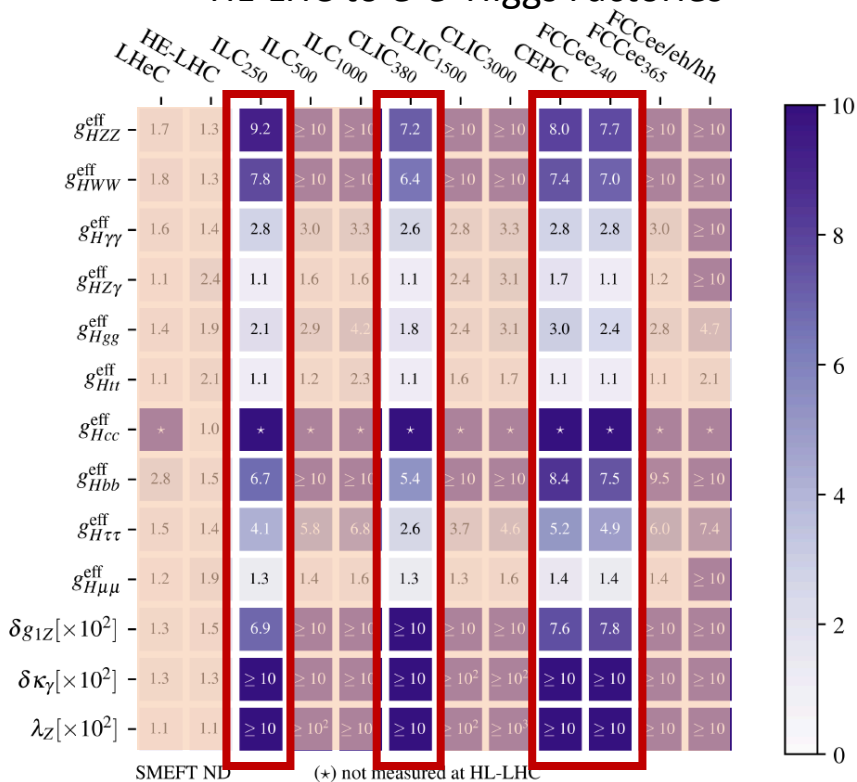 HL-LHC to e⁺e⁻ Higgs Factories
LHeC HE-LHC ILC250 ILC500 ILC1000 CLIC380 CLIC1500 CLIC3000 CEPC FCCee240 FCCee365 FCCee/eh/hh
g^eff_HZZ 1.7 1.3 9.2 ≥ 10 ≥ 10 7.2 ≥ 10 ≥ 10 8.0 7.7 ≥ 10 ≥ 10
g^eff_HWW 1.8 1.3 7.8 ≥ 10 ≥ 10 6.4 ≥ 10 ≥ 10 7.4 7.0 ≥ 10 ≥ 10
g^eff_Hγγ 1.6 1.4 2.8 3.0 3.3 2.6 2.8 3.3 2.8 2.8 3.0 ≥ 10
g^eff_HZγ 1.1 2.4 1.1 1.6 1.6 1.1 2.4 3.1 1.7 1.1 1.2 ≥ 10
g^eff_Hgg 1.4 1.9 2.1 2.9 4.2 1.8 2.4 3.1 3.0 2.4 2.8 4.7
g^eff_Htt 1.1 2.1 1.1 1.2 2.3 1.1 1.6 1.7 1.1 1.1 1.1 2.1
g^eff_Hcc ⋆ 1.0 ⋆ ⋆ ⋆ ⋆ ⋆ ⋆ ⋆ ⋆ ⋆ ⋆
g^eff_Hbb 2.8 1.5 6.7 ≥ 10 ≥ 10 5.4 ≥ 10 ≥ 10 8.4 7.5 9.5 ≥ 10
g^eff_Hττ 1.5 1.4 4.1 5.8 6.8 2.6 3.7 4.6 5.2 4.9 6.0 7.4
g^eff_Hμμ 1.2 1.9 1.3 1.4 1.6 1.3 1.3 1.6 1.4 1.4 1.4 ≥ 10
δg1Z[×10²] 1.3 1.5 6.9 ≥ 10 ≥ 10 ≥ 10 ≥ 10 ≥ 10 7.6 7.8 ≥ 10 ≥ 10
δκγ[×10²] 1.3 1.3 ≥ 10 ≥ 10 ≥ 10 ≥ 10 ≥ 10² ≥ 10² ≥ 10 ≥ 10 ≥ 10 ≥ 10
λZ[×10²] 1.1 1.1 ≥ 10 ≥ 10² ≥ 10 ≥ 10 ≥ 10² ≥ 10³ ≥ 10 ≥ 10 ≥ 10 ≥ 10
SMEFT ND (⋆) not measured at HL-LHC
10
8
6
4
2
0